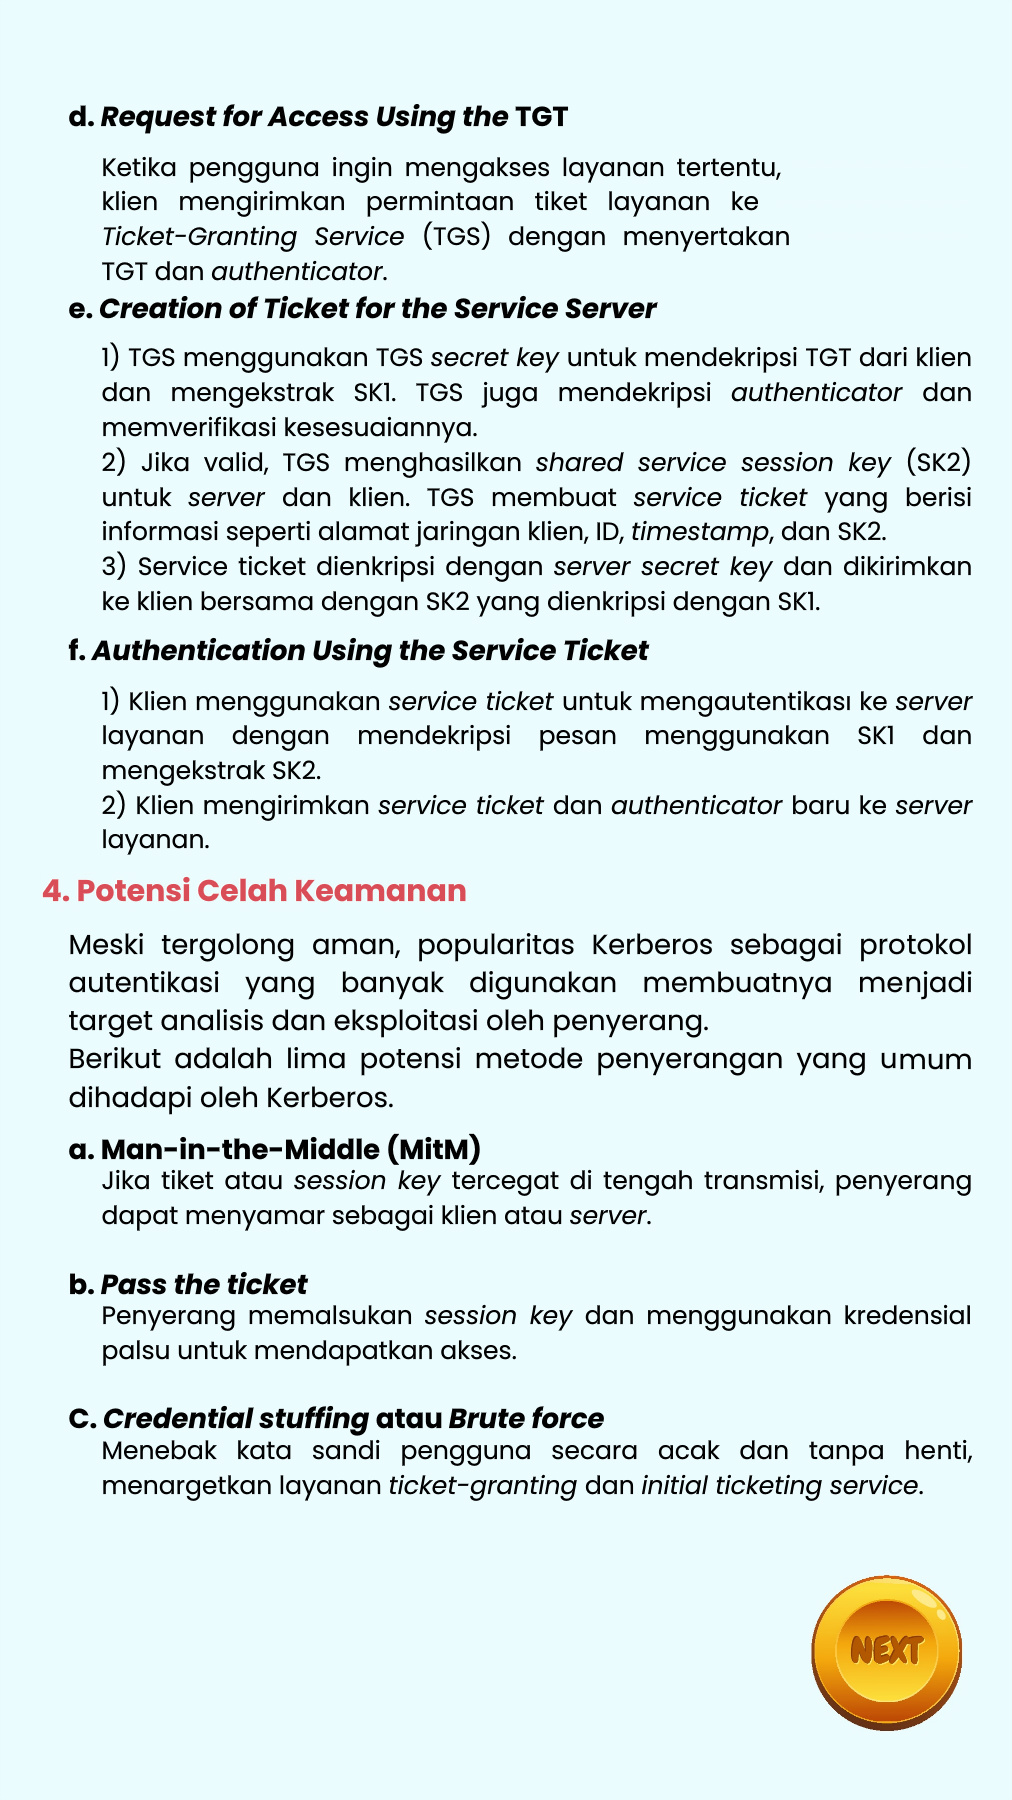 d. Request for Access Using the TGT
Ketika pengguna ingin mengakses layanan tertentu,
klien mengirimkan permintaan tiket layanan ke
Ticket-Granting Service (TGS) dengan menyertakan
TGT dan authenticator.
e. Creation of Ticket for the Service Server
1) TGS menggunakan TGS secret key untuk mendekripsi TGT dari klien
dan mengekstrak SK1. TGS juga mendekripsi authenticator dan
memverifikasi kesesuaiannya.
2) Jika valid, TGS menghasilkan shared service session key (SK2)
untuk server dan klien. TGS membuat service ticket yang berisi
informasi seperti alamat jaringan klien, ID, timestamp, dan SK2.
3) Service ticket dienkripsi dengan server secret key dan dikirimkan
ke klien bersama dengan SK2 yang dienkripsi dengan SK1.
f. Authentication Using the Service Ticket
1) Klien menggunakan service ticket untuk mengautentikası ke server
layanan dengan mendekripsi pesan menggunakan SK1 dan
mengekstrak SK2.
2) Klien mengirimkan service ticket dan authenticator baru ke server
layanan.
4. Potensi Celah Keamanan
Meski tergolong aman, popularitas Kerberos sebagai protokol
autentikasi yang banyak digunakan membuatnya menjadi
target analisis dan eksploitasi oleh penyerang.
Berikut adalah lima potensi metode penyerangan yang umum
dihadapi oleh Kerberos.
a. Man-in-the-Middle (MitM)
Jika tiket atau session key tercegat di tengah transmisi, penyerang
dapat menyamar sebagai klien atau server.
b. Pass the ticket
Penyerang memalsukan session key dan menggunakan kredensial
palsu untuk mendapatkan akses.
C. Credential stuffing atau Brute force
Menebak kata sandi pengguna secara acak dan tanpa henti,
menargetkan layanan ticket-granting dan initial ticketing service.
NEXT